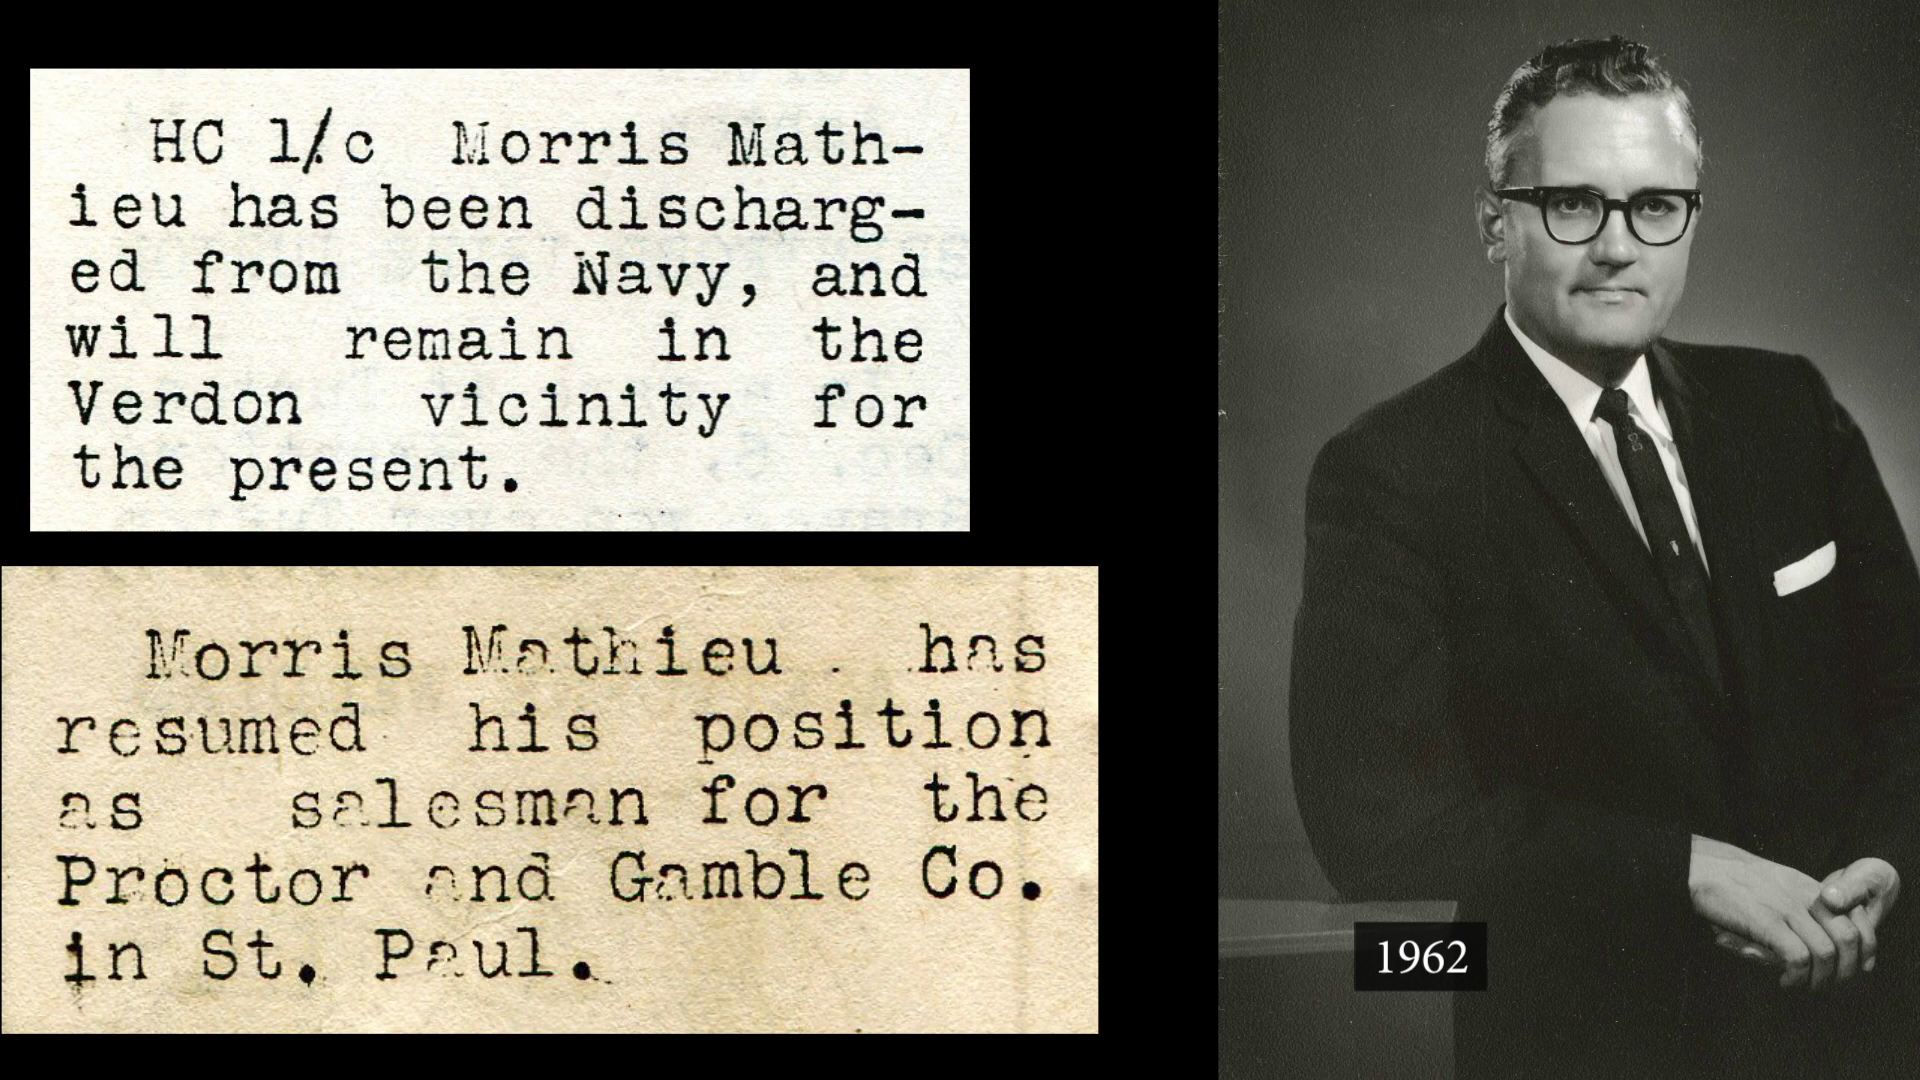 HC 1/c Morris Math-
ieu has been discharg-
ed from the Navy, and
will remain in the
Verdon vicinity for
the present.
Morris Mathieu . has
resumed his position
as salesman for the
Proctor and Gamble Co.
in St. Paul.
1962